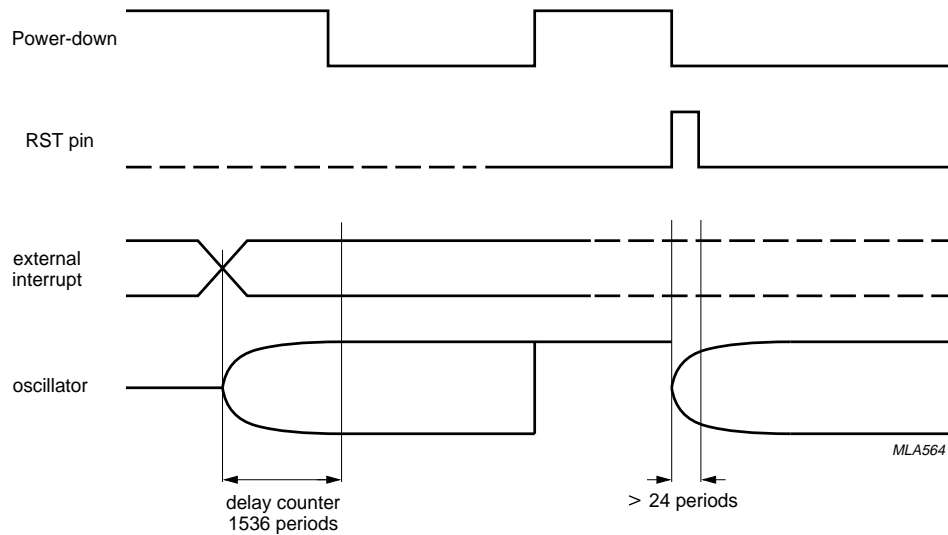 Power-down
RST pin
external
interrupt
oscillator
MLA564
delay counter
1536 periods
> 24 periods